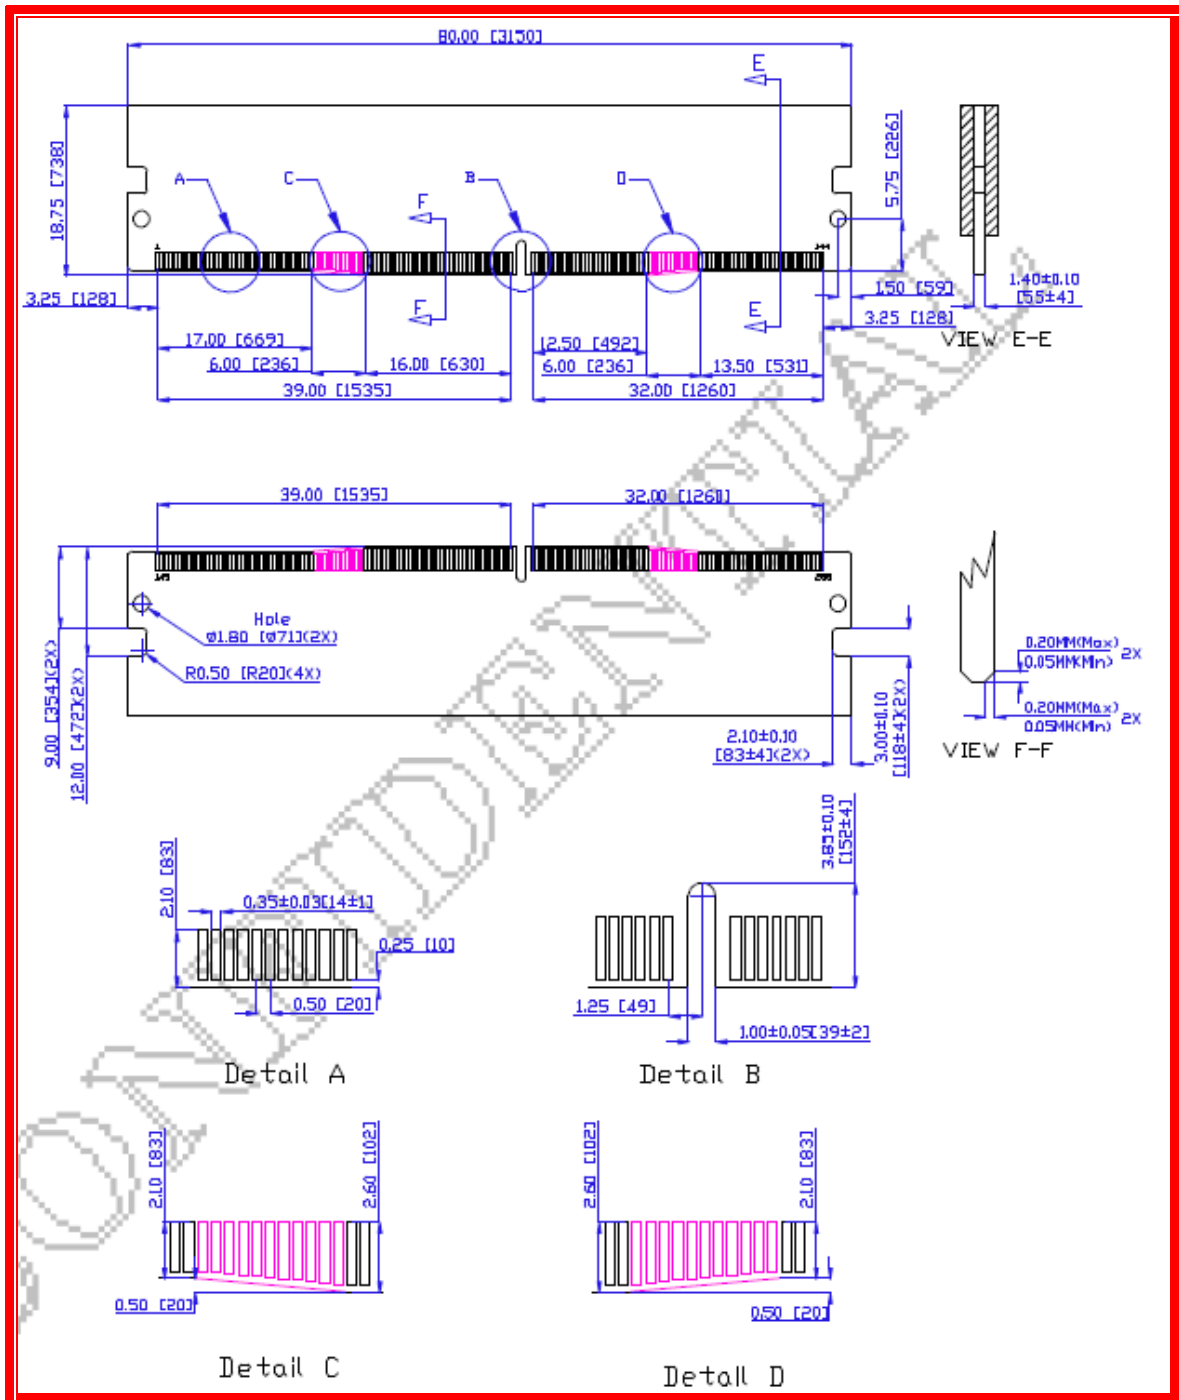 80.00 [3150]
E
18.75 [738]
A
C
B
D
F
5.75 [226]
1
144
F
E
3.25 [128]
1.50 [59]
3.25 [128]
1.40±0.10
[55±4]
VIEW E-E
17.00 [669]
12.50 [492]
6.00 [236]
16.00 [630]
6.00 [236]
13.50 [531]
39.00 [1535]
32.00 [1260]
39.00 [1535]
32.00 [1260]
145
Hole
ø1.80 [ø71](2X)
R0.50 [R20](4X)
9.00 [354](2X)
12.00 [472](2X)
2.10±0.10
[83±4](2X)
3.00±0.10
[118±4](2X)
0.20MM(Max)
0.05MM(Min)
2X
0.20MM(Max)
0.05MM(Min)
2X
VIEW F-F
2.10 [83]
0.35±0.03[14±1]
0.25 [10]
0.50 [20]
Detail A
3.85±0.10
[152±4]
1.25 [49]
1.00±0.05[39±2]
Detail B
2.10 [83]
2.60 [102]
0.50 [20]
Detail C
2.60 [102]
2.10 [83]
0.50 [20]
Detail D
CONFIDENTIAL